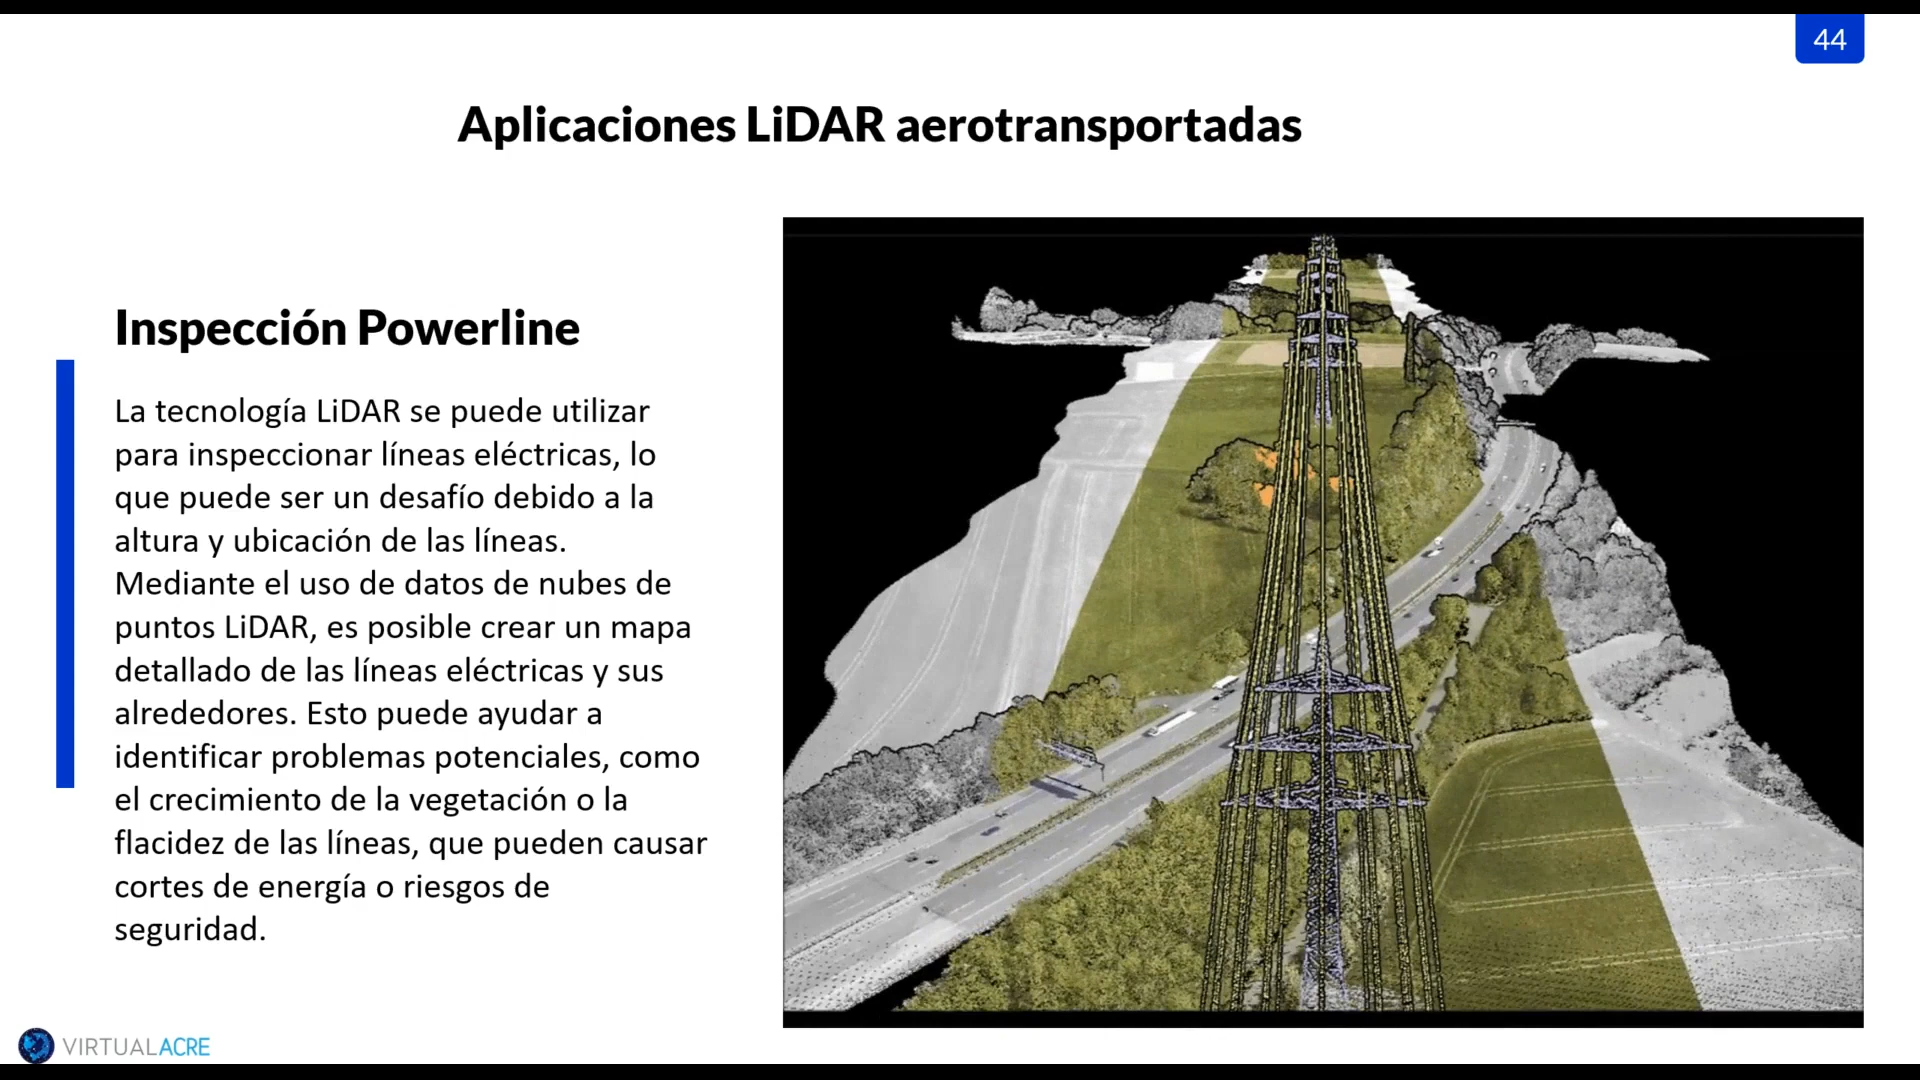 44
Aplicaciones LiDAR aerotransportadas
Inspección Powerline
La tecnología LiDAR se puede utilizar
para inspeccionar líneas eléctricas, lo
que puede ser un desafío debido a la
altura y ubicación de las líneas.
Mediante el uso de datos de nubes de
puntos LiDAR, es posible crear un mapa
detallado de las líneas eléctricas y sus
alrededores. Esto puede ayudar a
identificar problemas potenciales, como
el crecimiento de la vegetación o la
flacidez de las líneas, que pueden causar
cortes de energía o riesgos de
seguridad.
VIRTUALACRE